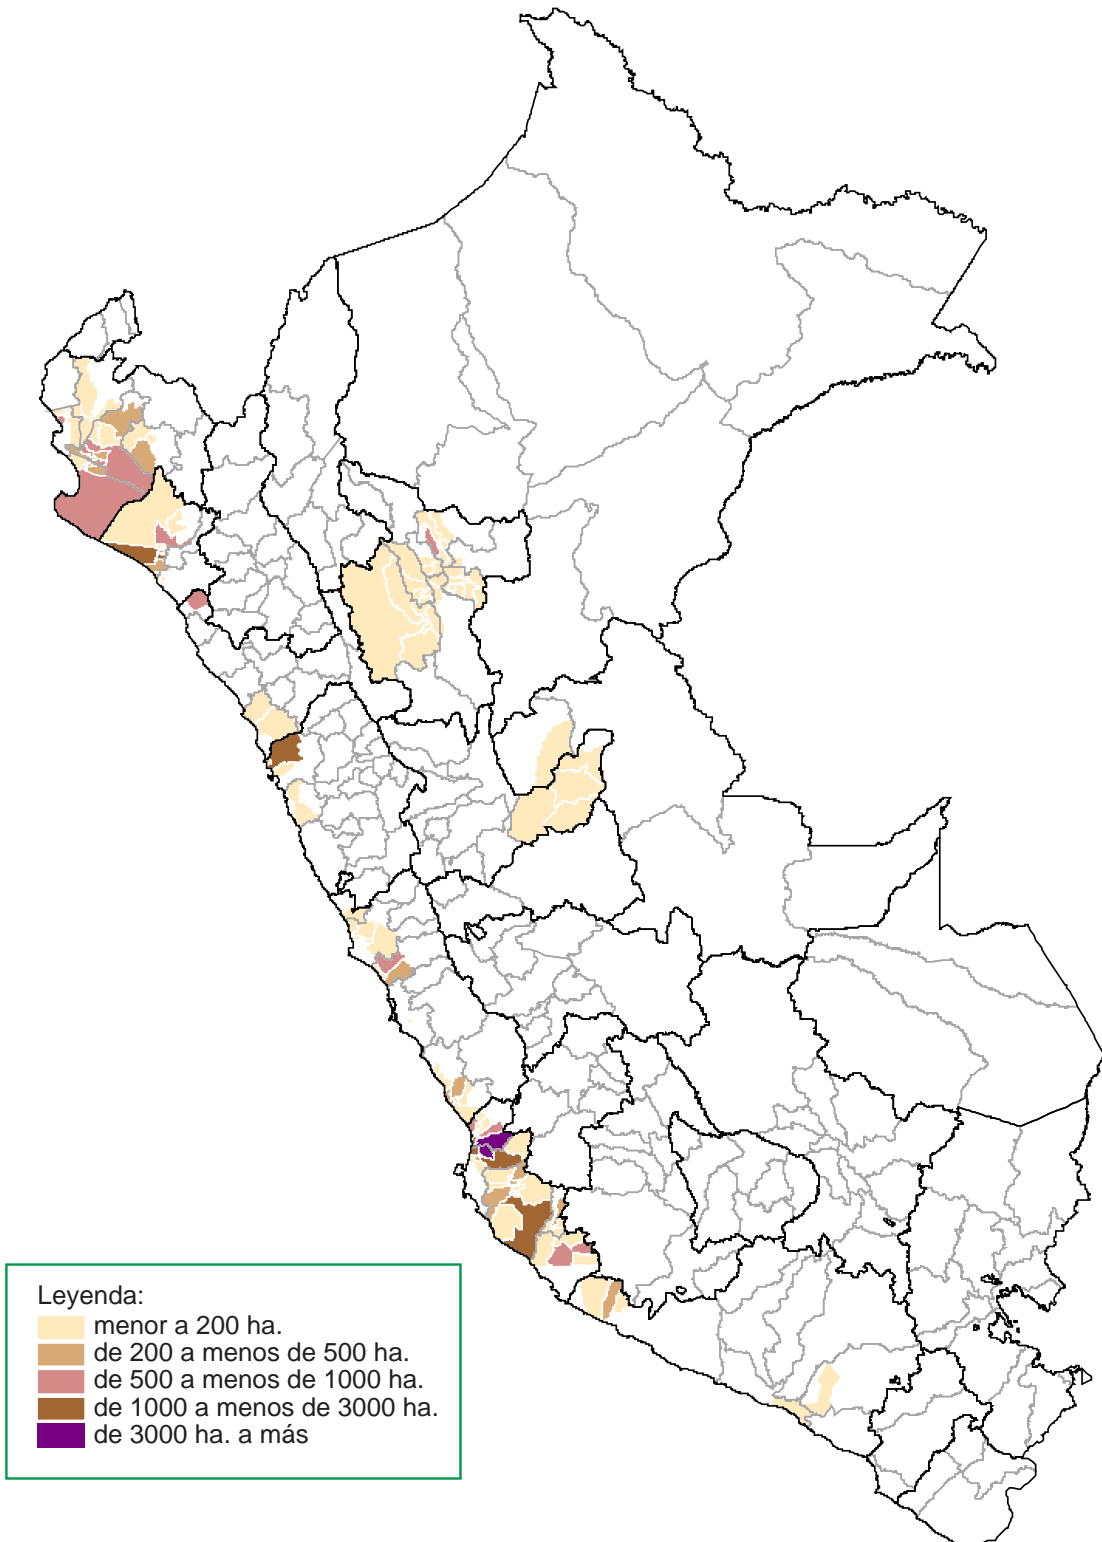 Leyenda:
menor a 200 ha.
de 200 a menos de 500 ha.
de 500 a menos de 1000 ha.
de 1000 a menos de 3000 ha.
de 3000 ha. a más